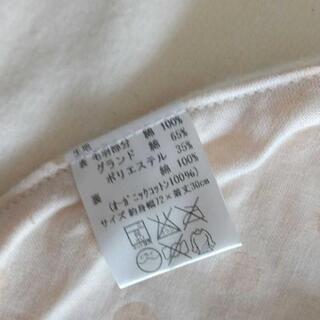 生地
表 毛羽部分 綿 100%
グランド 綿 65%
ポリエステル 35%
裏 綿 100%
(オーガニックコットン100%)
サイズ 約身幅72×着丈30cm